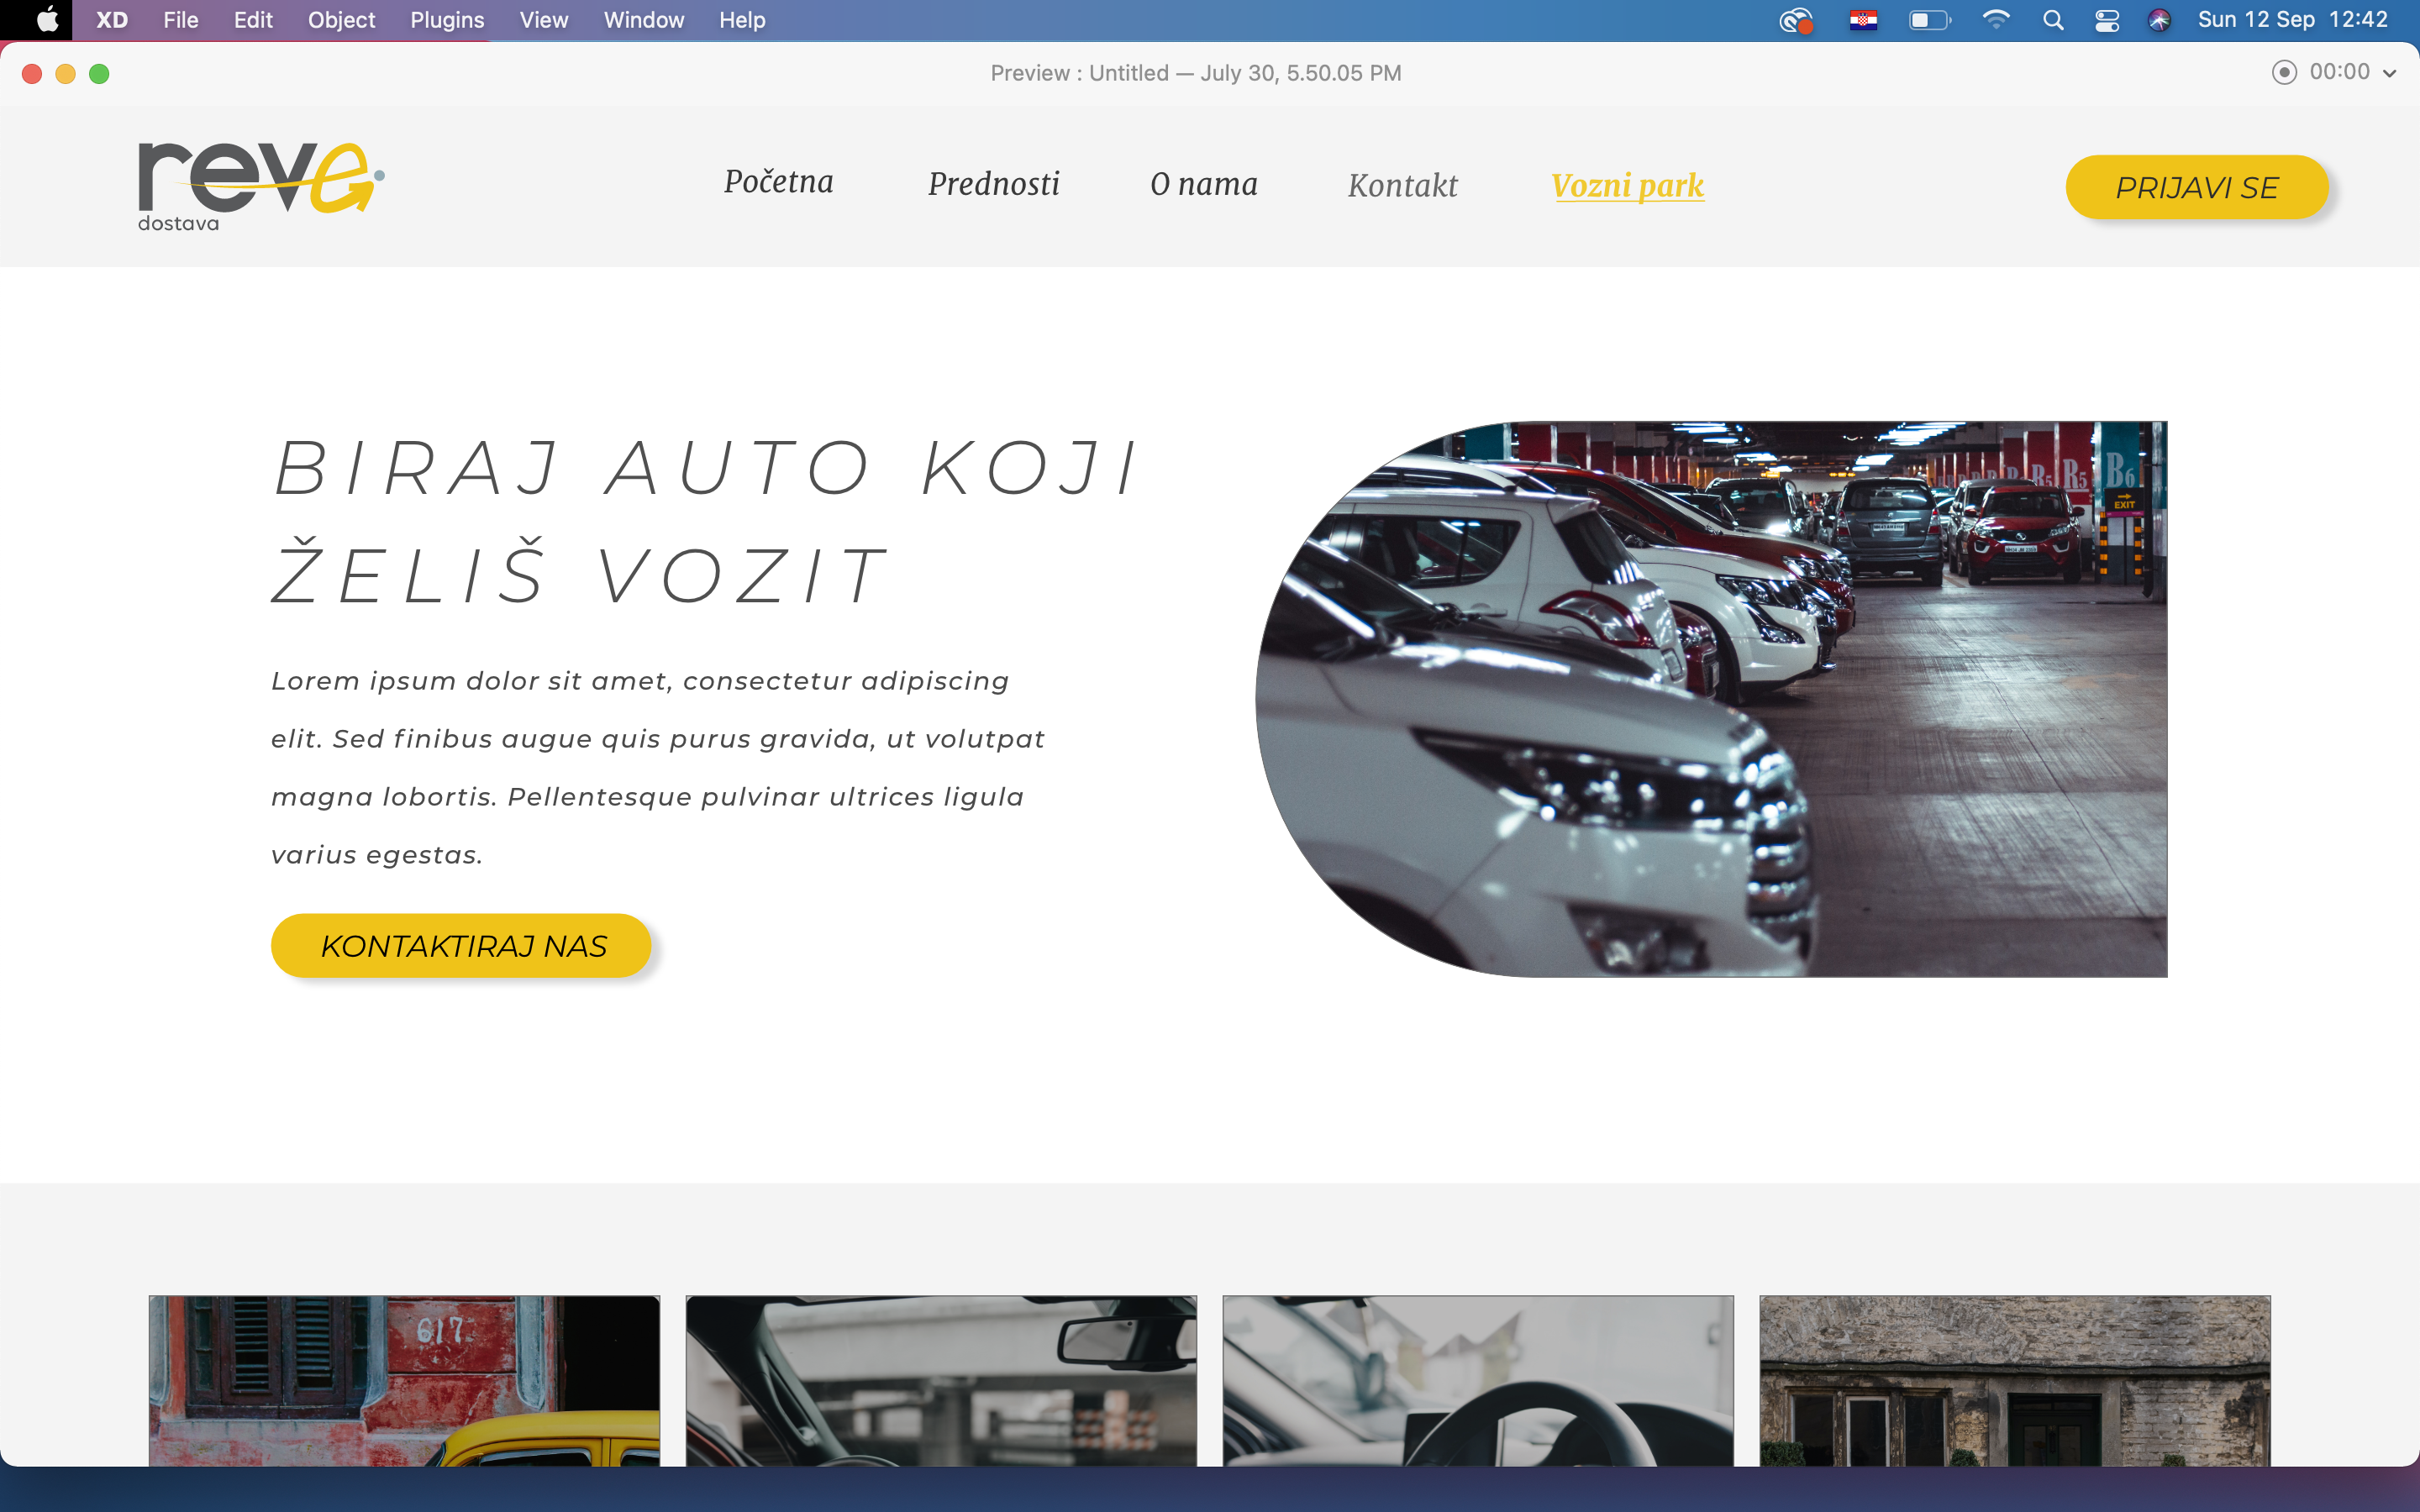 XD File Edit Object Plugins View Window Help Sun 12 Sep 12:42
Preview : Untitled — July 30, 5.50.05 PM 00:00
reve
dostava
Početna Prednosti O nama Kontakt Vozni park PRIJAVI SE
BIRAJ AUTO KOJI
ŽELIŠ VOZIT
Lorem ipsum dolor sit amet, consectetur adipiscing
elit. Sed finibus augue quis purus gravida, ut volutpat
magna lobortis. Pellentesque pulvinar ultrices ligula
varius egestas.
KONTAKTIRAJ NAS
R5 R5 B6
EXIT
617